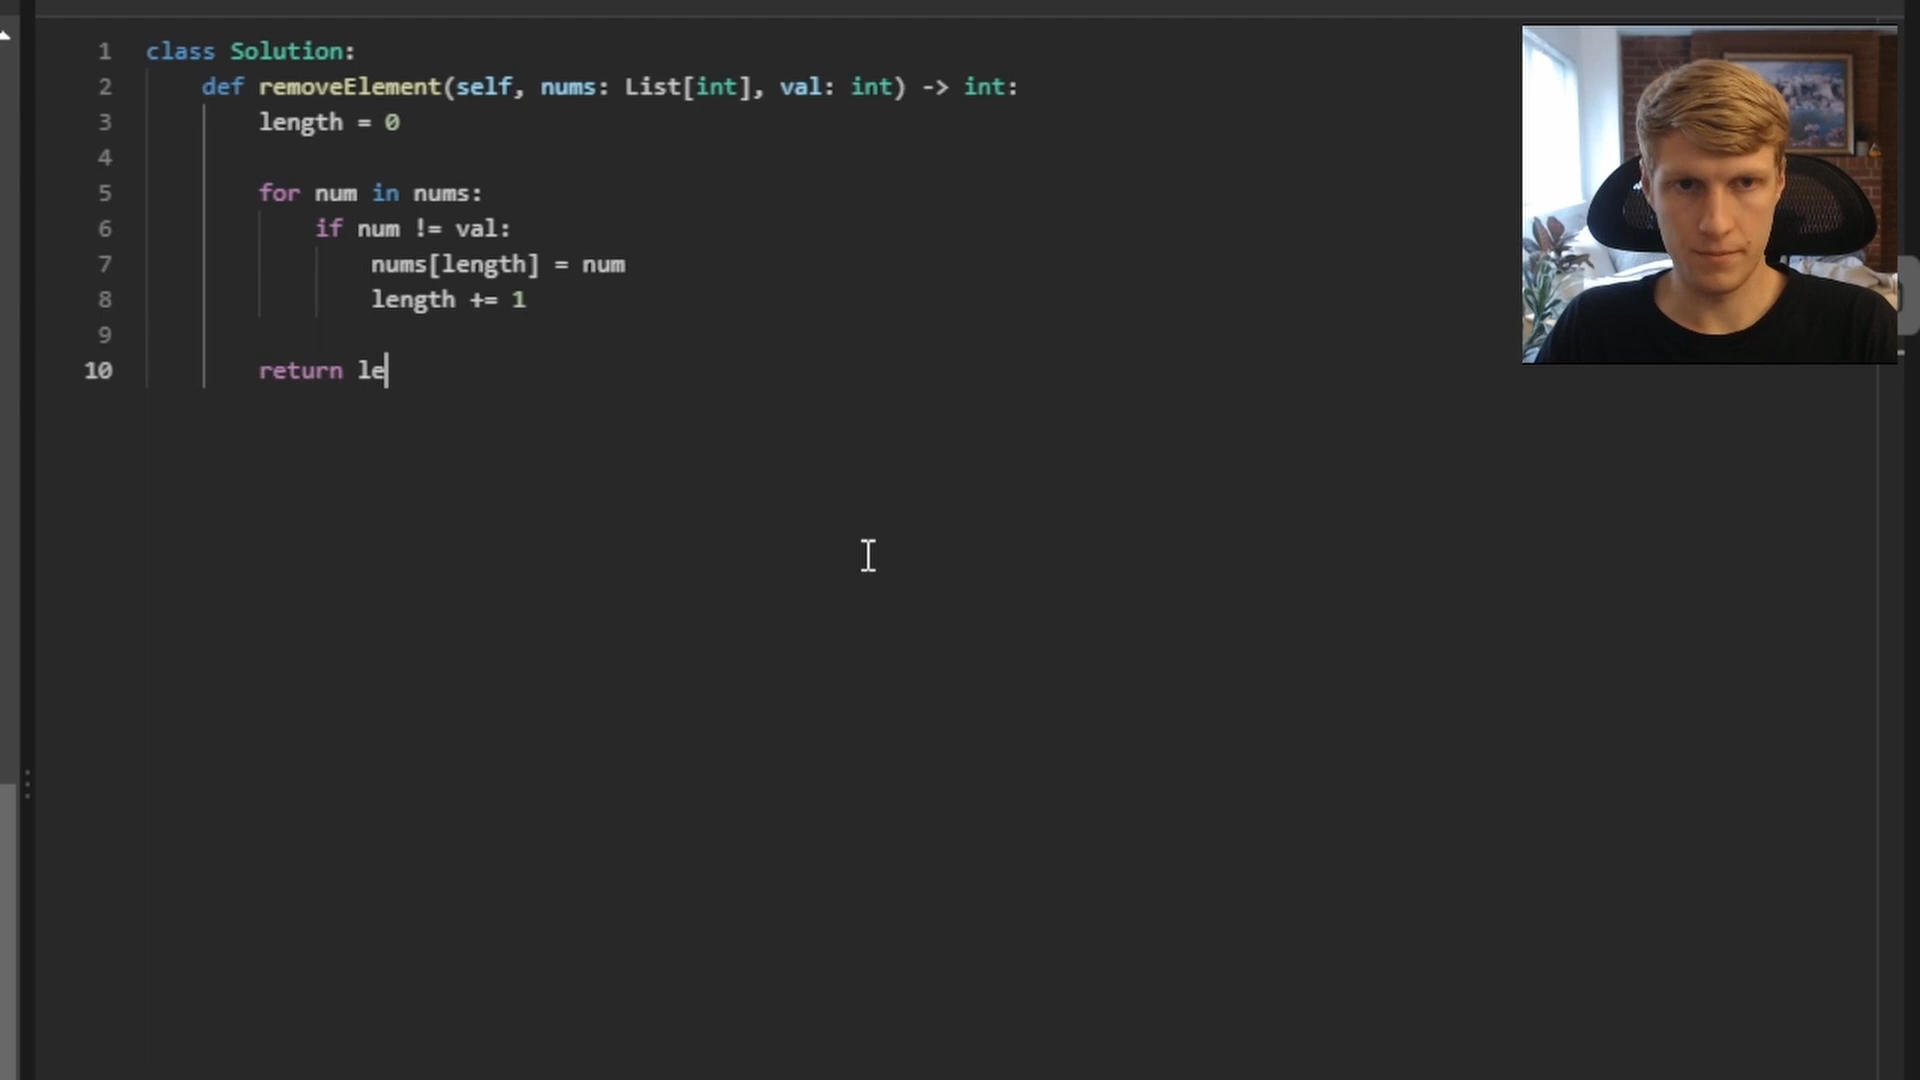 1 class Solution:
2 def removeElement(self, nums: List[int], val: int) -> int:
3 length = 0
4
5 for num in nums:
6 if num != val:
7 nums[length] = num
8 length += 1
9
10 return le